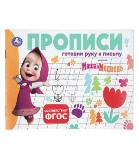 ПРОПИСИ
готовим руку к письму
Маша и Медведь
соответствует
ФГОС